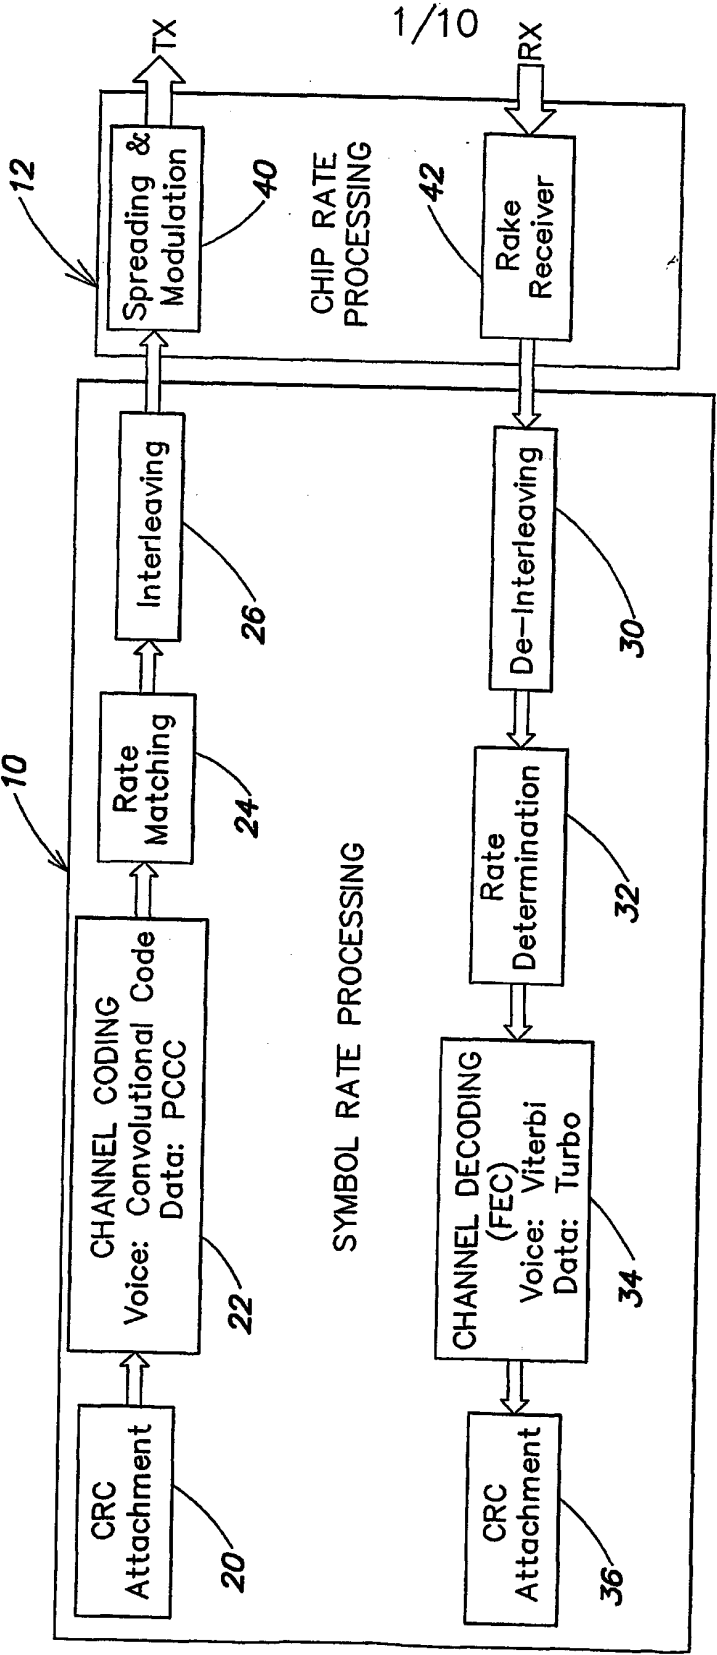 1/10
10
12
CRC
Attachment
20
CHANNEL CODING
Voice: Convolutional Code
Data: PCCC
22
Rate
Matching
24
Interleaving
26
Spreading &
Modulation
40
TX
SYMBOL RATE PROCESSING
CHIP RATE
PROCESSING
CRC
Attachment
36
CHANNEL DECODING
(FEC)
Voice: Viterbi
Data: Turbo
34
Rate
Determination
32
De-Interleaving
30
Rake
Receiver
42
RX